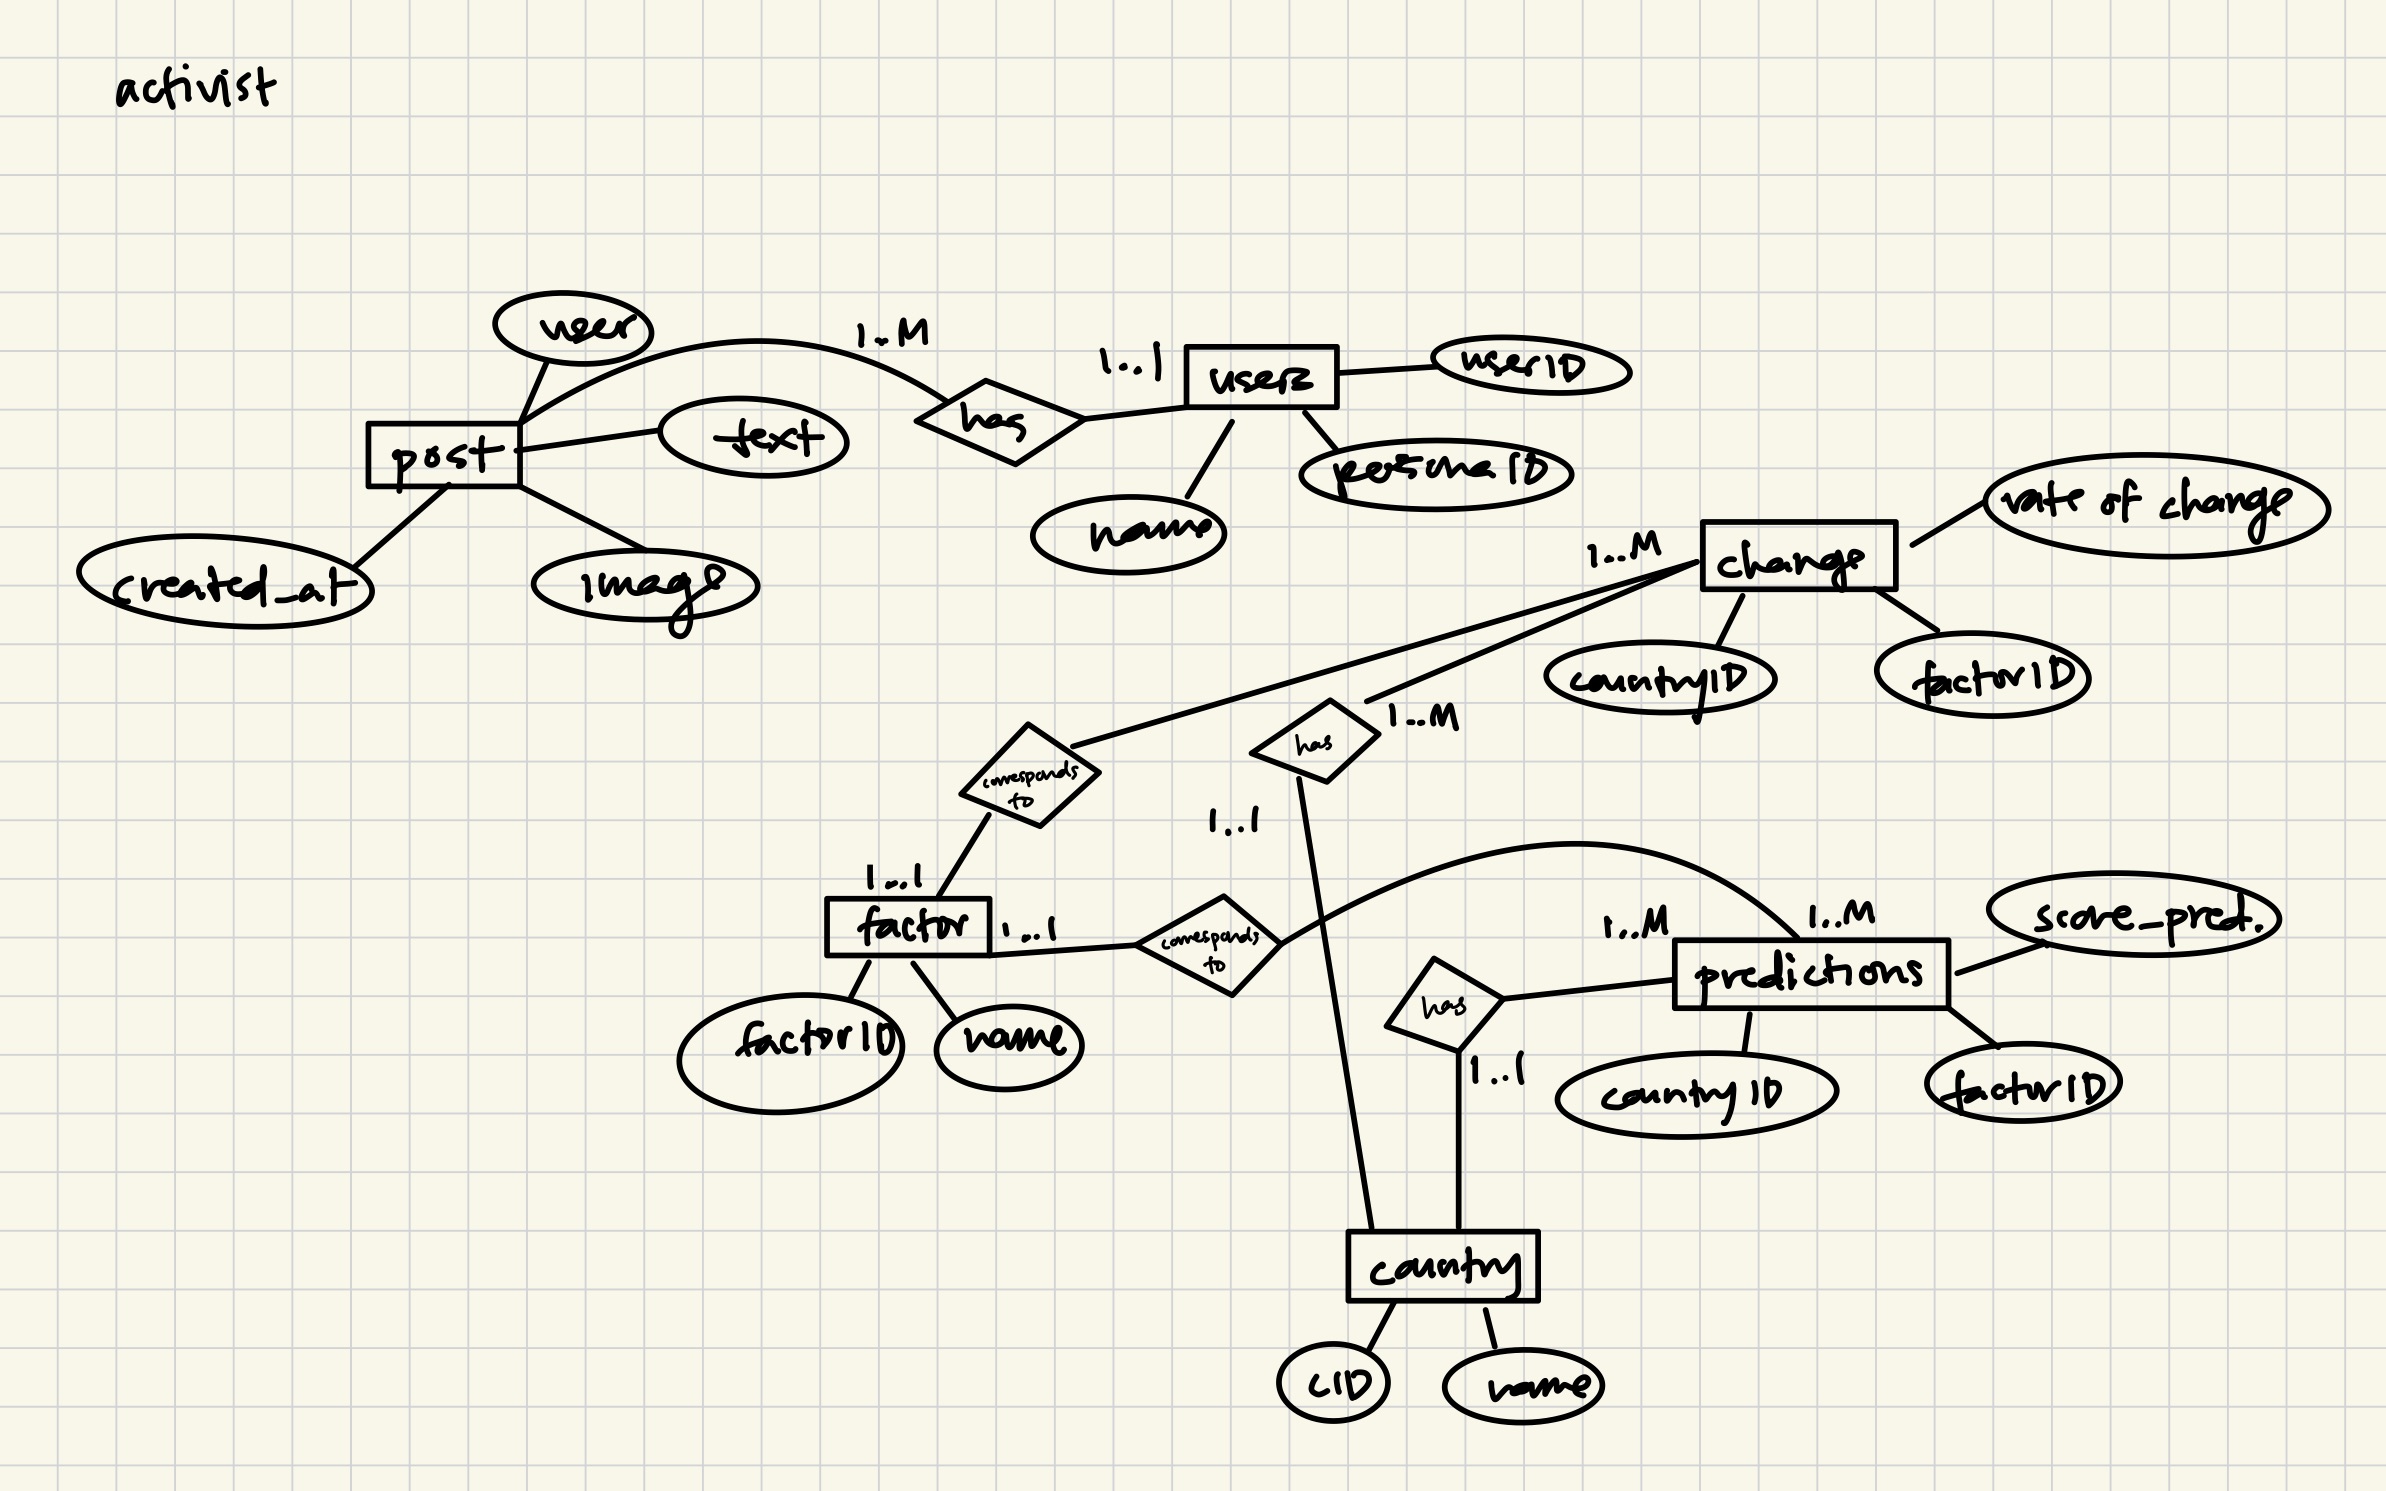 activist
user
1..M
1...1
users
userID
has
text
post
persona ID
name
created_at
image
rate of change
1...M
change
countryID
factorID
1...M
has
corresponds
to
1..1
1...1
factor
1...1
corresponds
to
1..M
1..M
score_pred.
predictions
has
factorID
name
1..1
country ID
factorID
country
CID
name